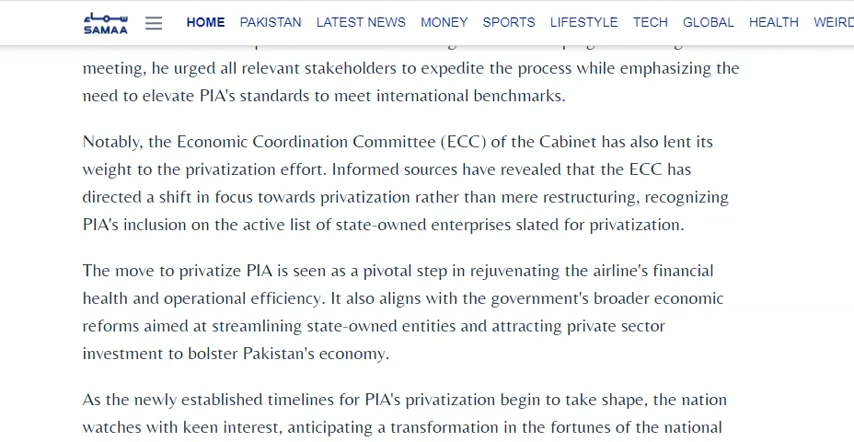 سماء
SAMAA
HOME PAKISTAN LATEST NEWS MONEY SPORTS LIFESTYLE TECH GLOBAL HEALTH WEIRD
meeting, he urged all relevant stakeholders to expedite the process while emphasizing the
need to elevate PIA's standards to meet international benchmarks.
Notably, the Economic Coordination Committee (ECC) of the Cabinet has also lent its
weight to the privatization effort. Informed sources have revealed that the ECC has
directed a shift in focus towards privatization rather than mere restructuring, recognizing
PIA's inclusion on the active list of state-owned enterprises slated for privatization.
The move to privatize PIA is seen as a pivotal step in rejuvenating the airline's financial
health and operational efficiency. It also aligns with the government's broader economic
reforms aimed at streamlining state-owned entities and attracting private sector
investment to bolster Pakistan's economy.
As the newly established timelines for PIA's privatization begin to take shape, the nation
watches with keen interest, anticipating a transformation in the fortunes of the national